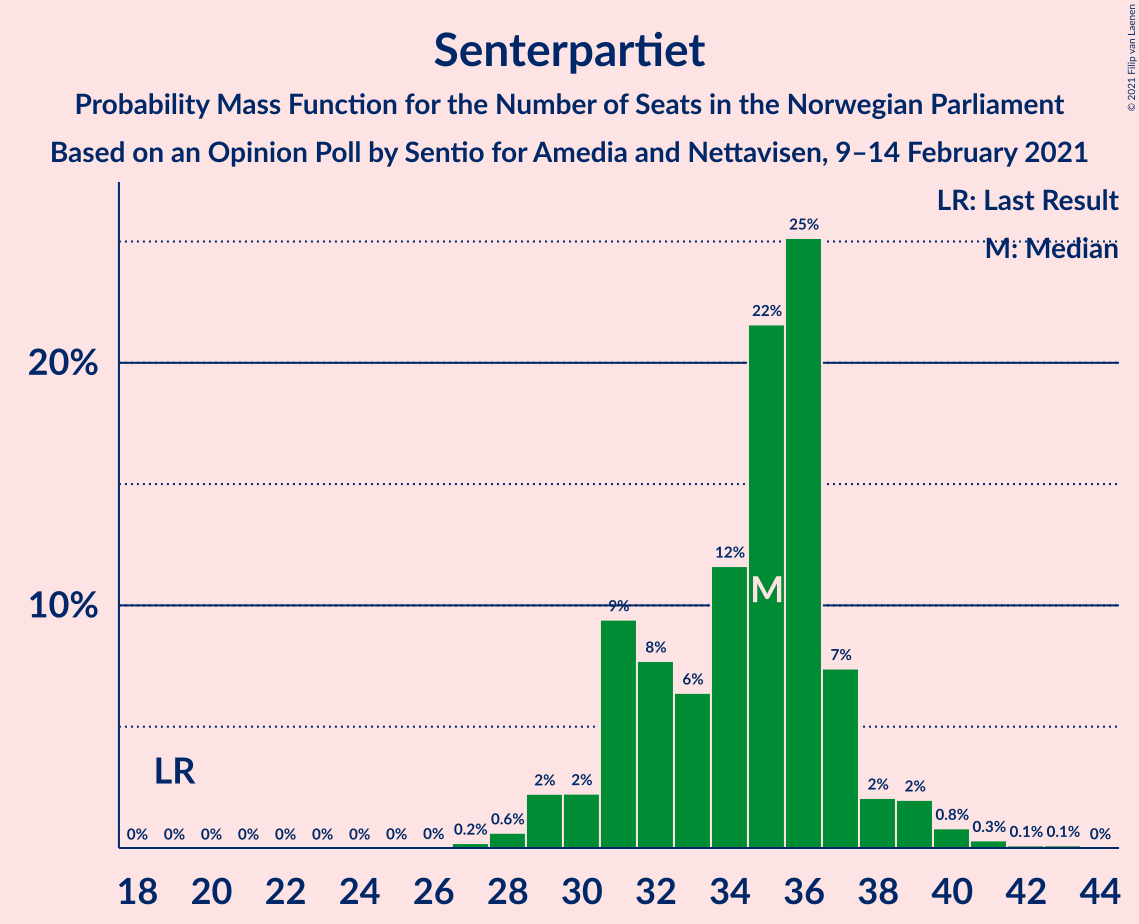 Senterpartiet
Probability Mass Function for the Number of Seats in the Norwegian Parliament
Based on an Opinion Poll by Sentio for Amedia and Nettavisen, 9–14 February 2021
© 2021 Filip van Laenen
LR: Last Result
M: Median
25%
22%
20%
12%
M
10%
9%
8%
6%
7%
LR
0% 0% 0% 0% 0% 0% 0% 0% 0% 0.2% 0.6% 2% 2% 2% 2% 0.8% 0.3% 0.1% 0.1% 0%
18 20 22 24 26 28 30 32 34 36 38 40 42 44